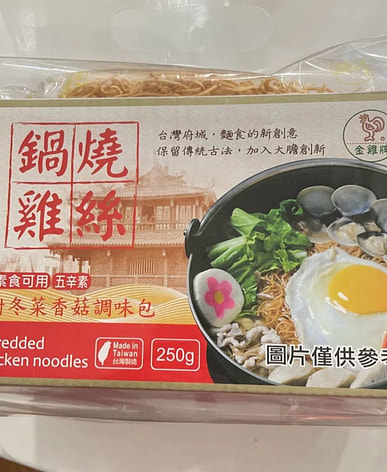 台灣府城，麵食的新創意
保留傳統古法，加入大膽創新
金雞牌
鍋燒
雞絲
素食可用 五辛素
附冬菜香菇調味包
redded
icken noodles
Made in
Taiwan
台灣製造
250g
圖片僅供參考